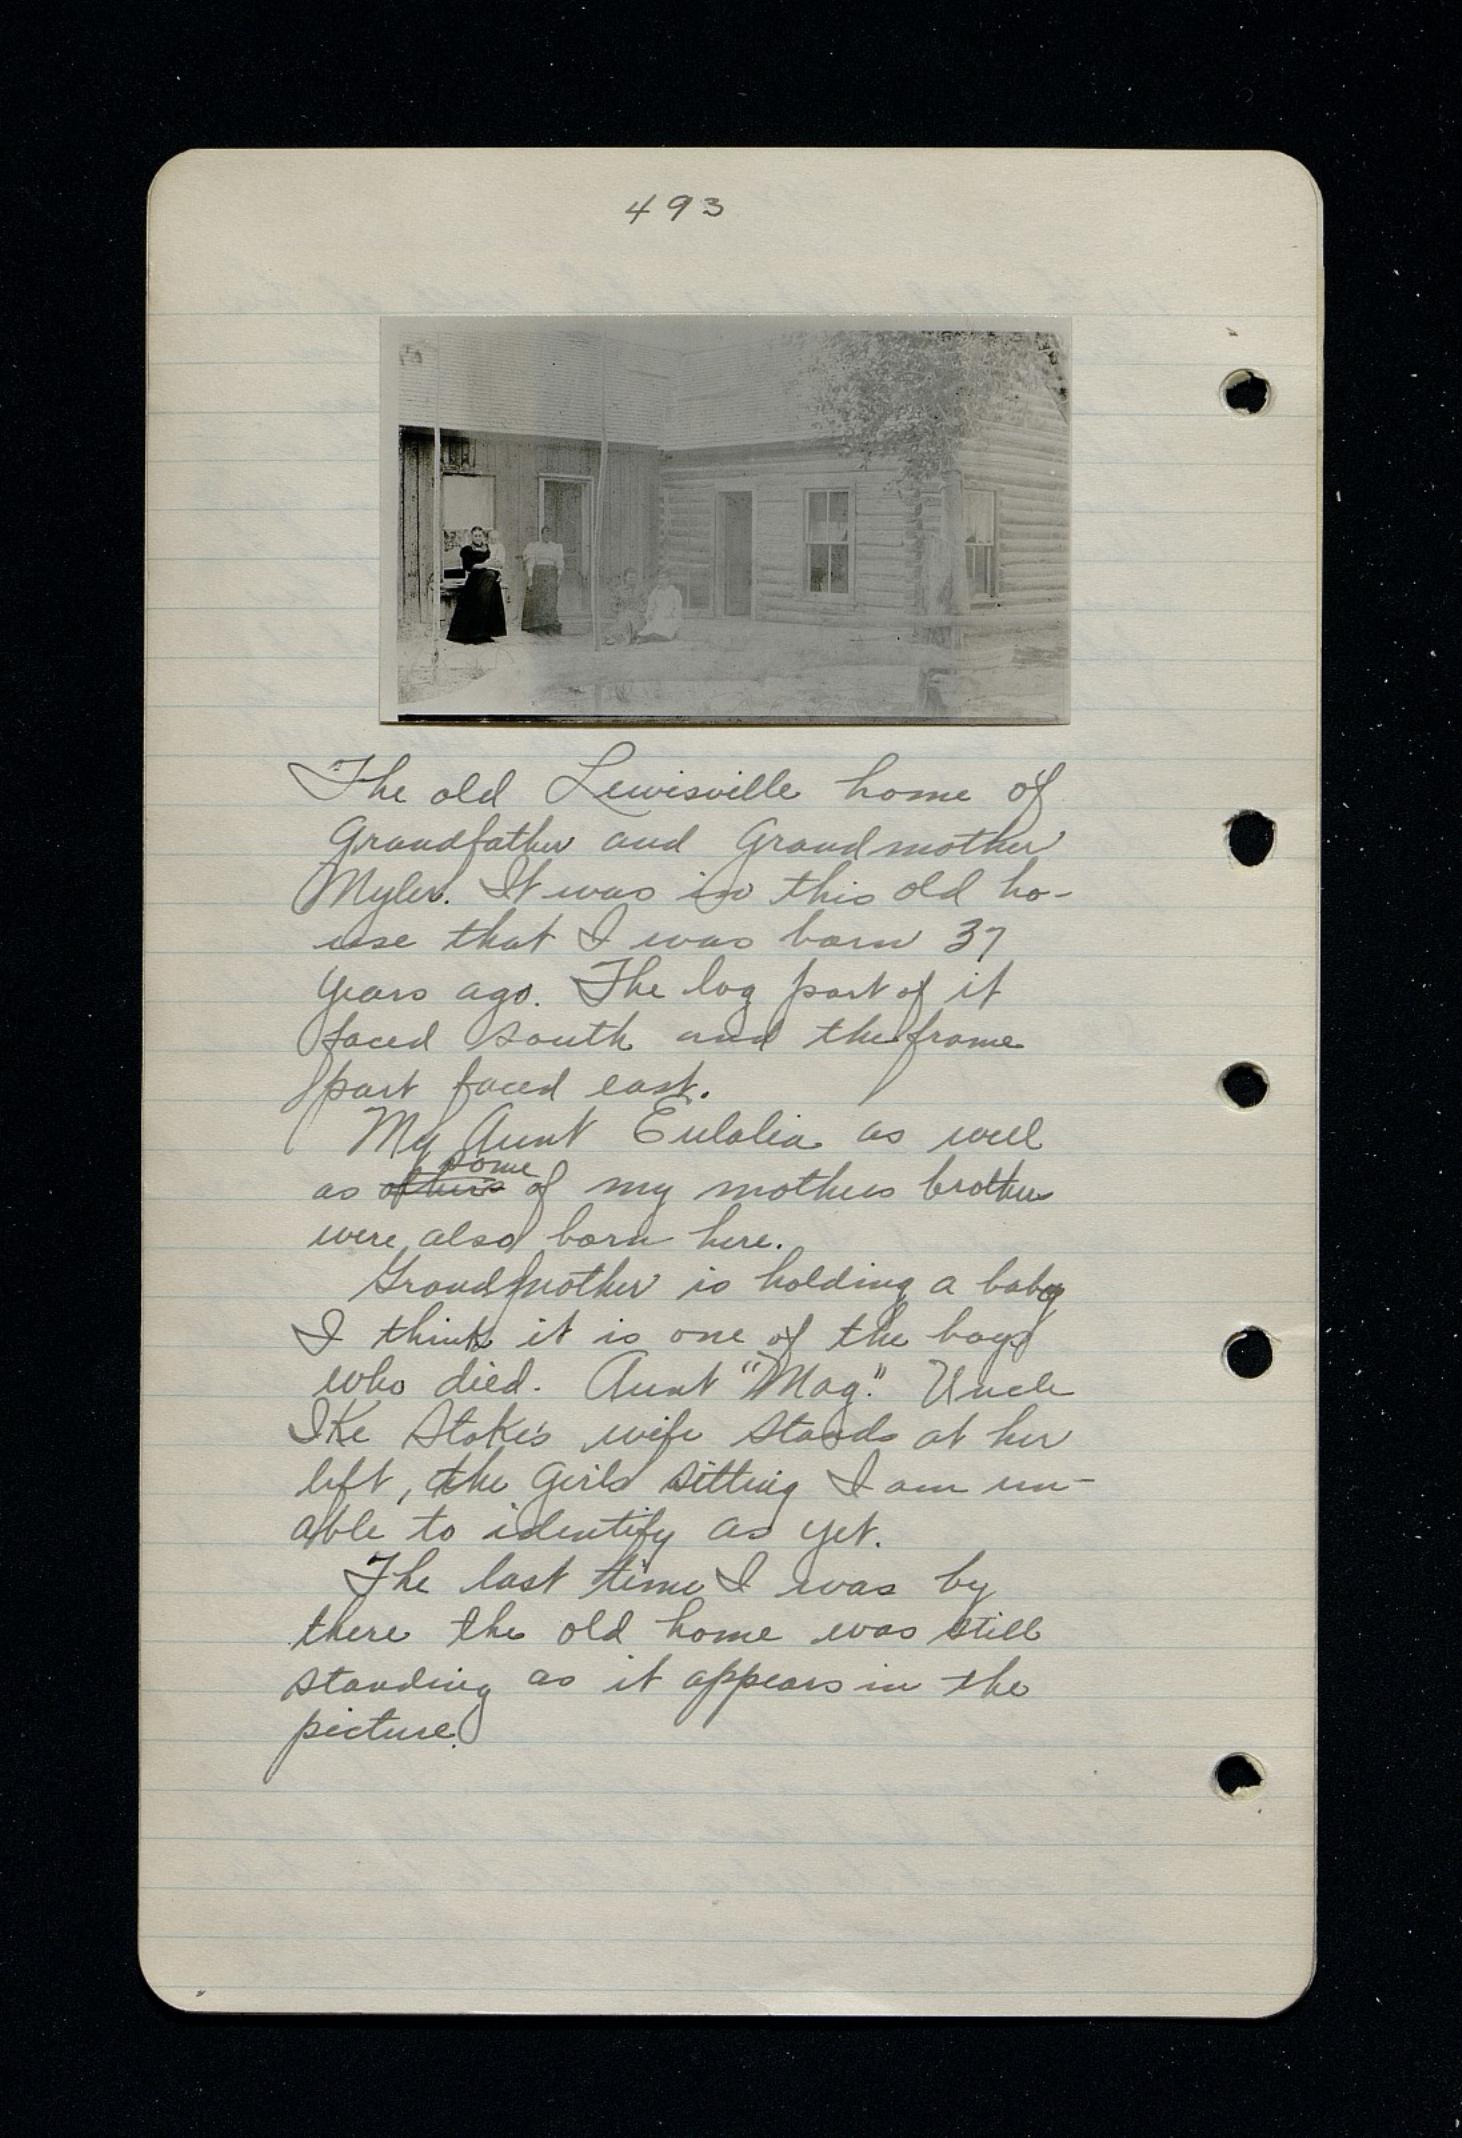 493
The old Lewisville home of
Grandfather and Grandmother
Myler. It was in this old ho-
use that I was born 37
years ago. The log part of it
faced south and the frame
part faced east.
My Aunt Eulalia as well
as ~~others~~ some of my mothers brothers
were also born here.
Grandmother is holding a baby
I think it is one of the boys
who died. Aunt "Mag." Uncle
Ike Stoke's wife stands at her
left, the girls sitting I am un-
able to identify as yet.
The last time I was by
there the old home was still
standing as it appears in the
picture.